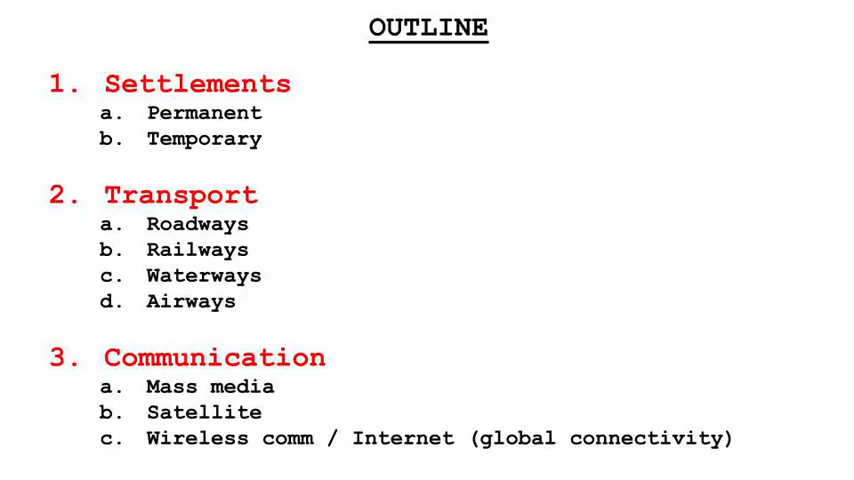 OUTLINE
1. Settlements
a. Permanent
b. Temporary
2. Transport
a. Roadways
b. Railways
c. Waterways
d. Airways
3. Communication
a. Mass media
b. Satellite
c. Wireless comm / Internet (global connectivity)